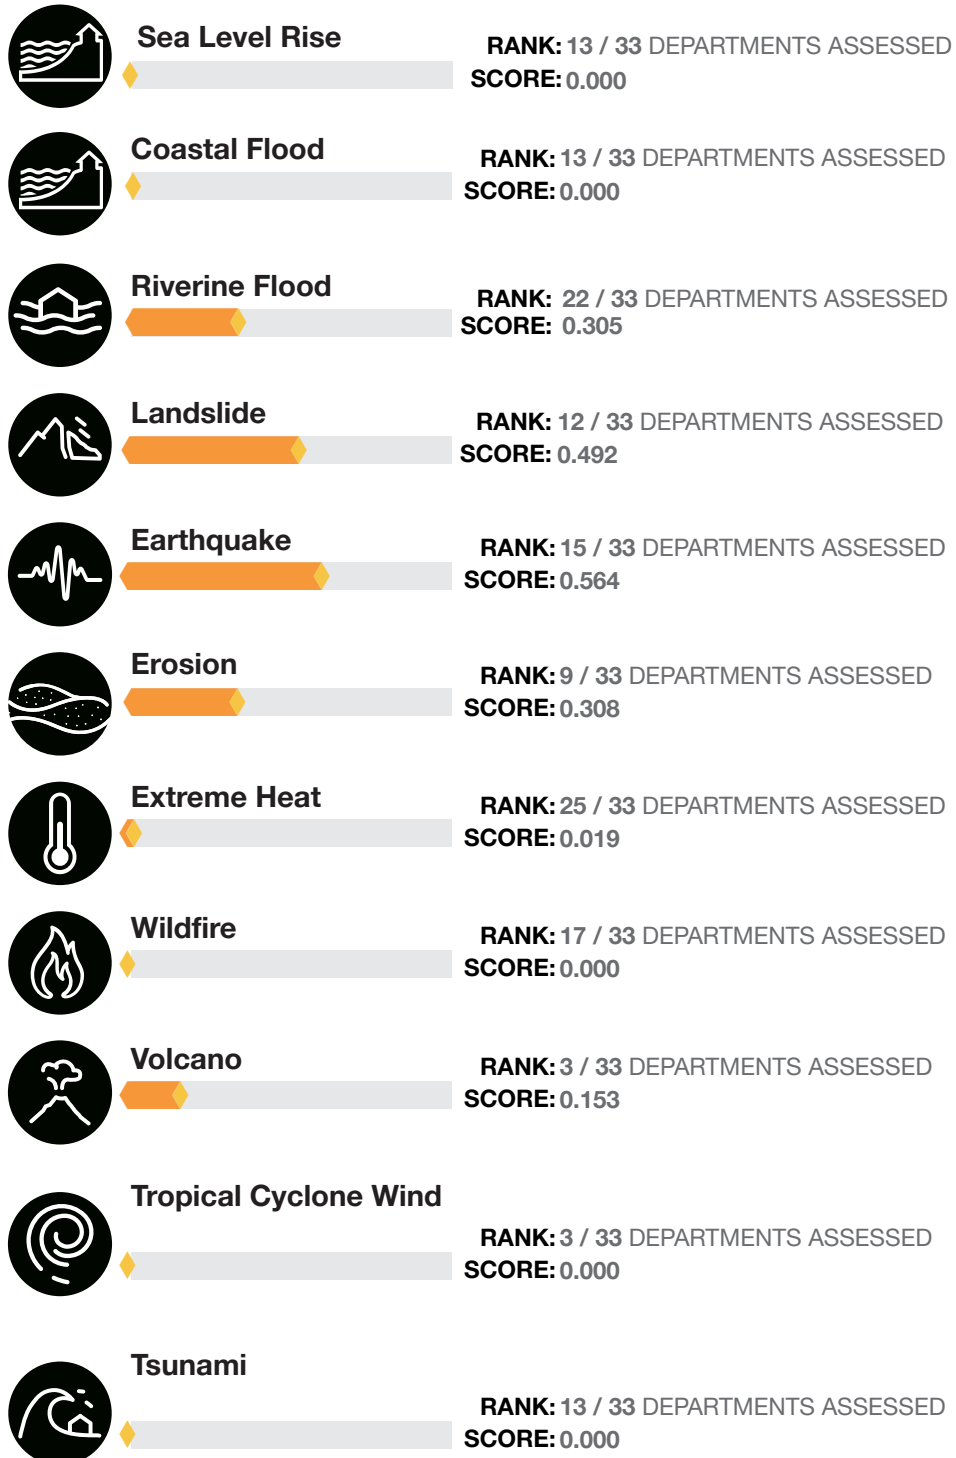 Sea Level Rise
RANK: 13 / 33 DEPARTMENTS ASSESSED
SCORE: 0.000
Coastal Flood
RANK: 13 / 33 DEPARTMENTS ASSESSED
SCORE: 0.000
Riverine Flood
RANK: 22 / 33 DEPARTMENTS ASSESSED
SCORE: 0.305
Landslide
RANK: 12 / 33 DEPARTMENTS ASSESSED
SCORE: 0.492
Earthquake
RANK: 15 / 33 DEPARTMENTS ASSESSED
SCORE: 0.564
Erosion
RANK: 9 / 33 DEPARTMENTS ASSESSED
SCORE: 0.308
Extreme Heat
RANK: 25 / 33 DEPARTMENTS ASSESSED
SCORE: 0.019
Wildfire
RANK: 17 / 33 DEPARTMENTS ASSESSED
SCORE: 0.000
Volcano
RANK: 3 / 33 DEPARTMENTS ASSESSED
SCORE: 0.153
Tropical Cyclone Wind
RANK: 3 / 33 DEPARTMENTS ASSESSED
SCORE: 0.000
Tsunami
RANK: 13 / 33 DEPARTMENTS ASSESSED
SCORE: 0.000